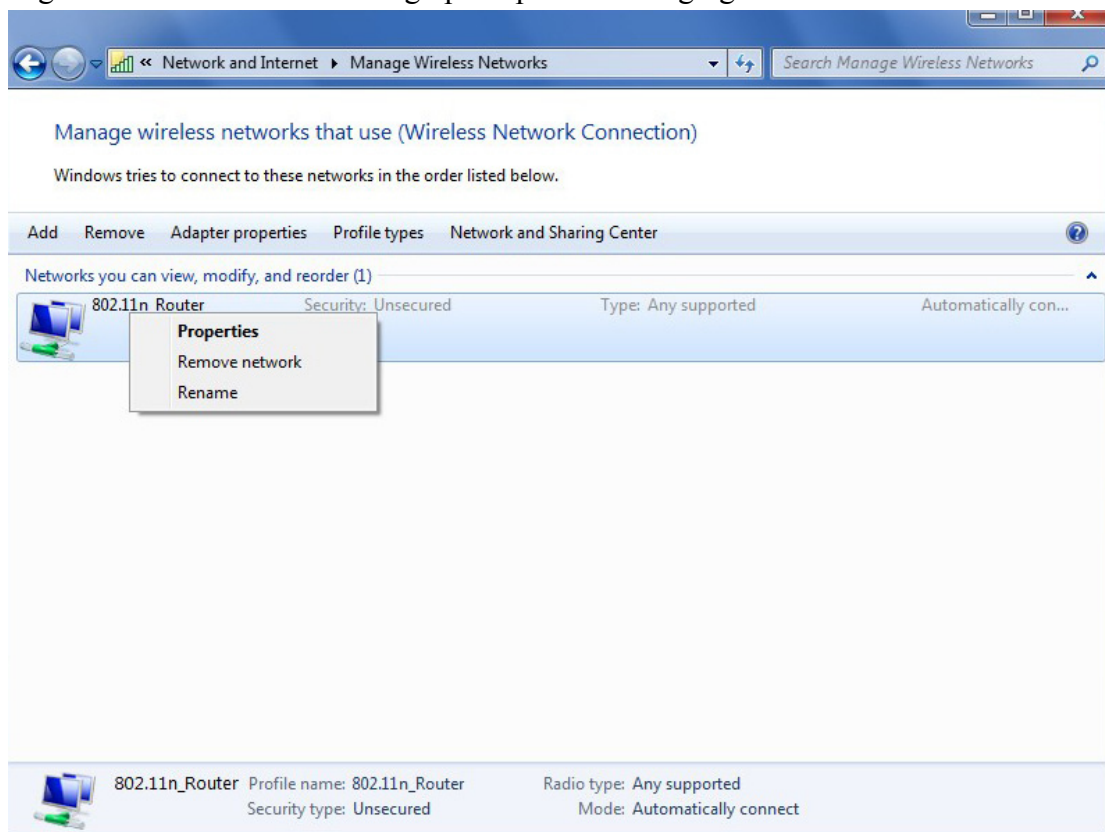 « Network and Internet ▸ Manage Wireless Networks Search Manage Wireless Networks
Manage wireless networks that use (Wireless Network Connection)
Windows tries to connect to these networks in the order listed below.
Add Remove Adapter properties Profile types Network and Sharing Center
Networks you can view, modify, and reorder (1)
802.11n_Router Security: Unsecured Type: Any supported Automatically con...
Properties
Remove network
Rename
802.11n_Router Profile name: 802.11n_Router Radio type: Any supported
Security type: Unsecured Mode: Automatically connect